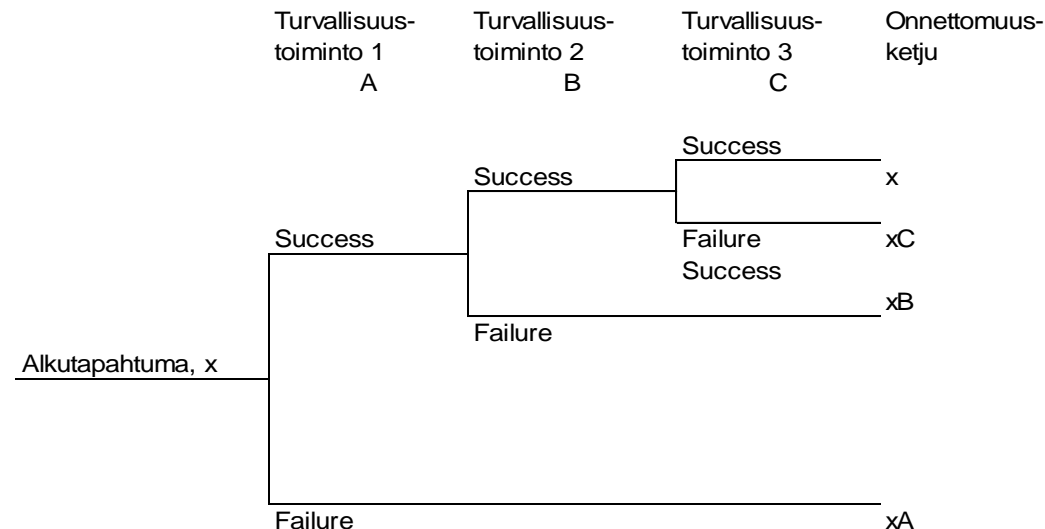 Turvallisuus-
toiminto 1
A
Turvallisuus-
toiminto 2
B
Turvallisuus-
toiminto 3
C
Onnettomuus-
ketju
Success
Success
x
Success
Failure
xC
Success
xB
Failure
Alkutapahtuma, x
Failure
xA